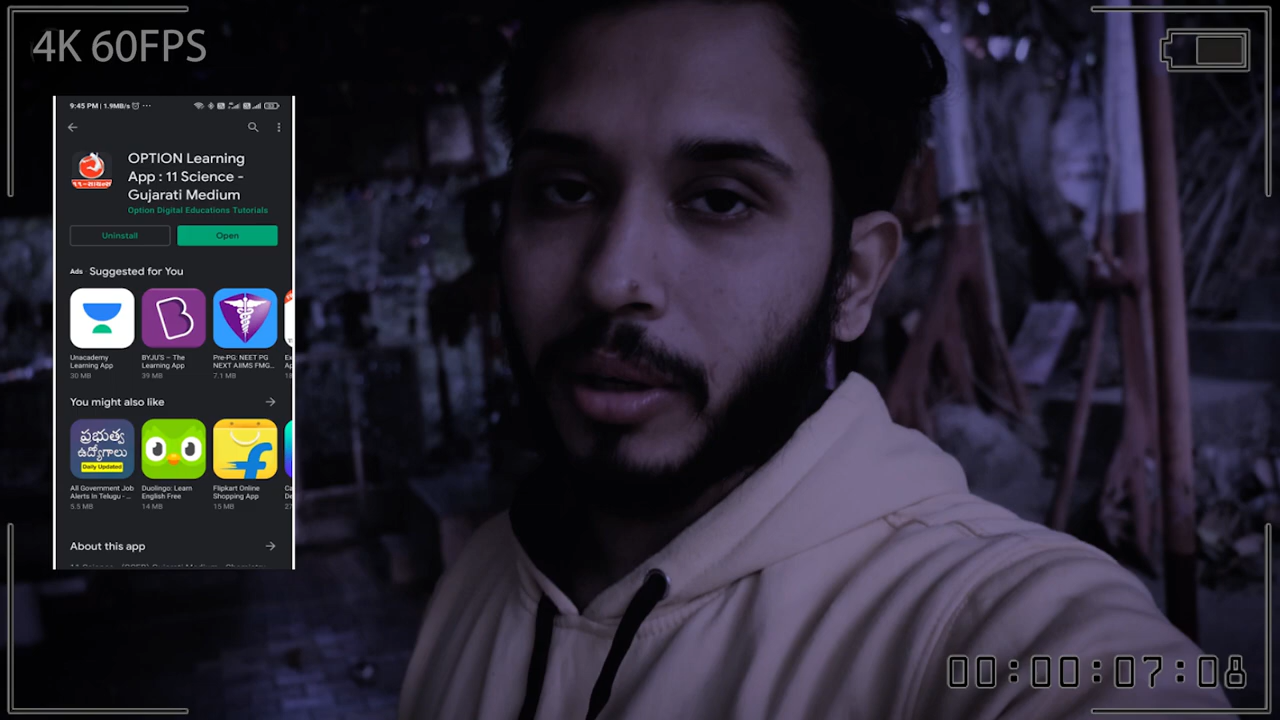 4K 60FPS
9:45 PM | 1.9MB/s
OPTION Learning
App : 11 Science -
Gujarati Medium
Option Digital Educations Tutorials
Uninstall
Open
Ads · Suggested for You
Unacademy
Learning App
30 MB
BYJU'S – The
Learning App
39 MB
Pre-PG: NEET PG
NEXT AIIMS FMG...
7.1 MB
You might also like
ప్రభుత్వ
ఉద్యోగాలు
Daily Updated
All Government Job
Alerts In Telugu - ...
5.5 MB
Duolingo: Learn
English Free
14 MB
Flipkart Online
Shopping App
15 MB
About this app
00:00:07:08